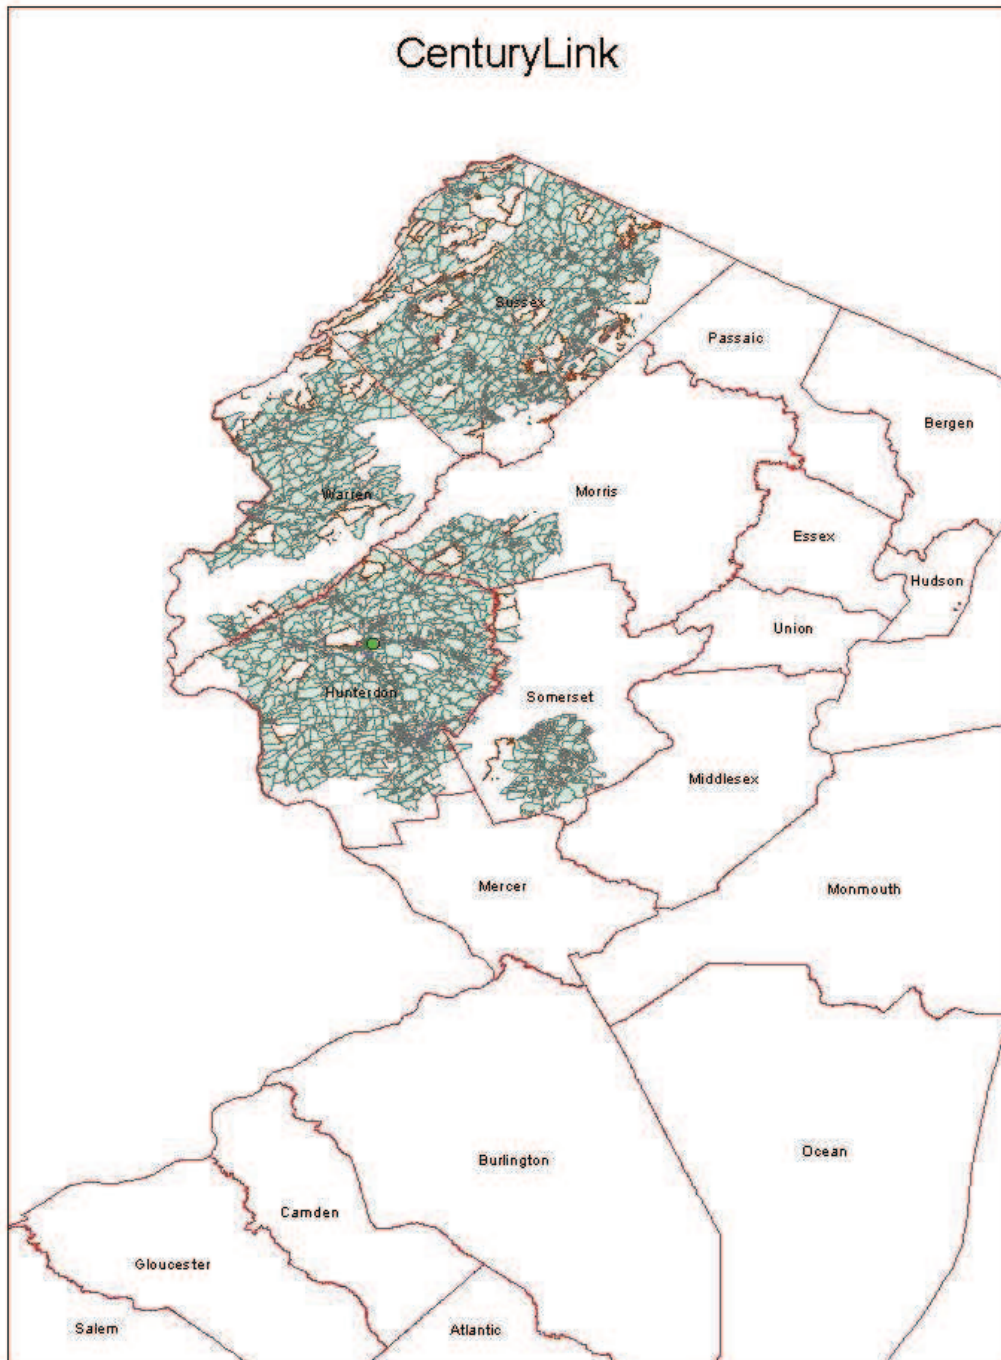 CenturyLink
Sussex
Passaic
Bergen
Warren
Morris
Essex
Hudson
Union
Hunterdon
Somerset
Middlesex
Mercer
Monmouth
Burlington
Ocean
Camden
Gloucester
Salem
Atlantic